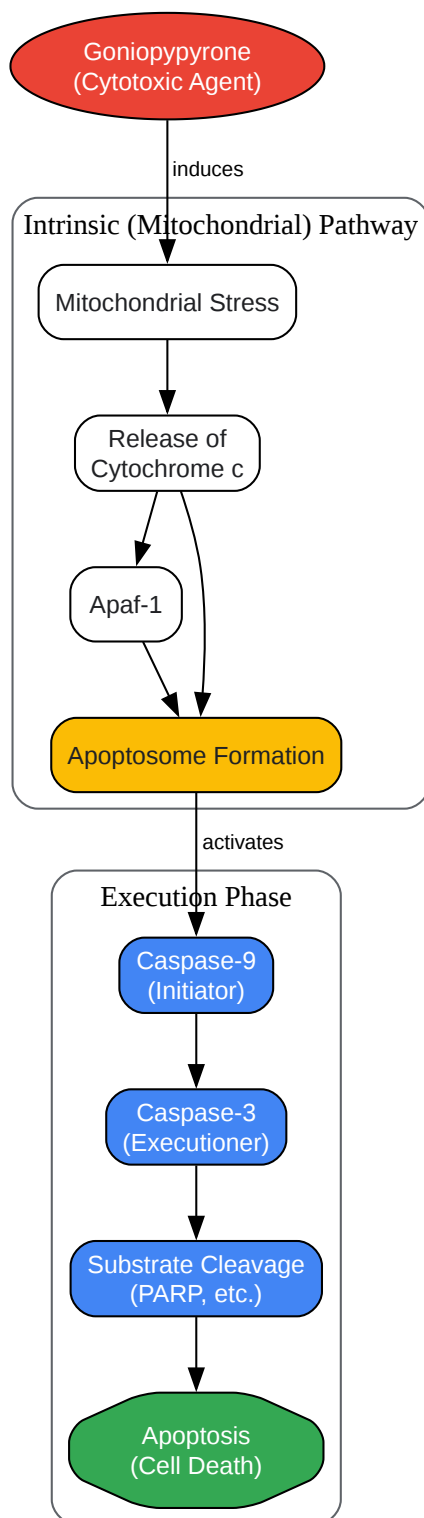 Goniopypyrone
(Cytotoxic Agent)
induces
Intrinsic (Mitochondrial) Pathway
Mitochondrial Stress
Release of
Cytochrome c
Apaf-1
Apoptosome Formation
activates
Execution Phase
Caspase-9
(Initiator)
Caspase-3
(Executioner)
Substrate Cleavage
(PARP, etc.)
Apoptosis
(Cell Death)